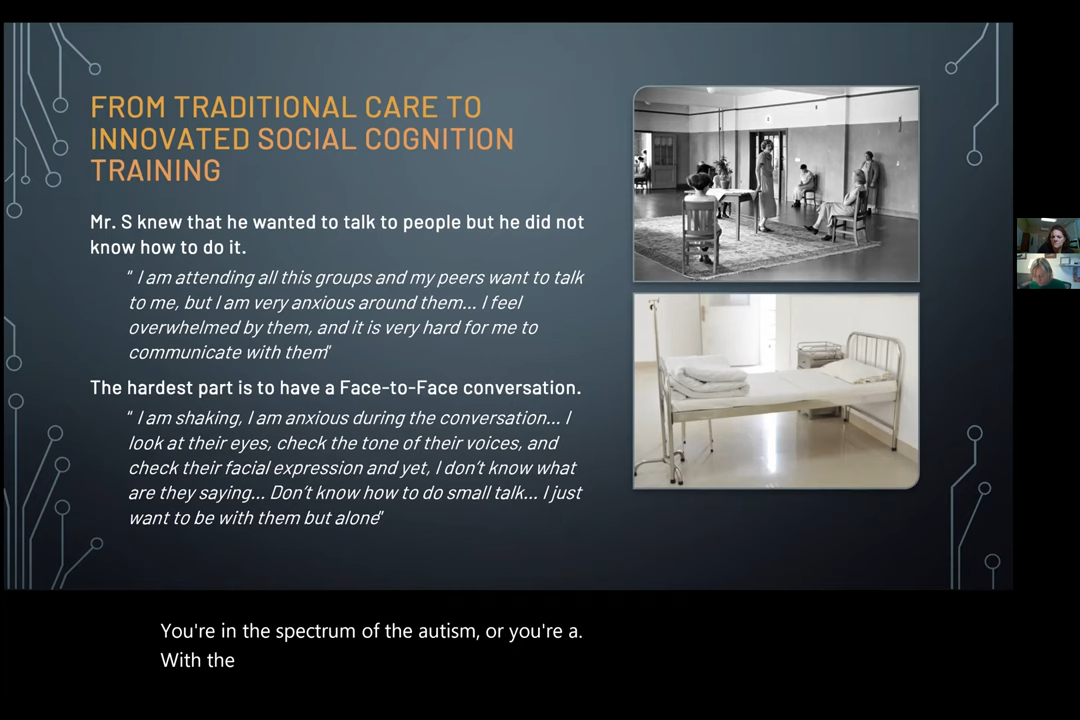 FROM TRADITIONAL CARE TO
INNOVATED SOCIAL COGNITION
TRAINING
Mr. S knew that he wanted to talk to people but he did not
know how to do it.
" I am attending all this groups and my peers want to talk
to me, but I am very anxious around them... I feel
overwhelmed by them, and it is very hard for me to
communicate with them"
The hardest part is to have a Face-to-Face conversation.
" I am shaking, I am anxious during the conversation... I
look at their eyes, check the tone of their voices, and
check their facial expression and yet, I don't know what
are they saying... Don't know how to do small talk... I just
want to be with them but alone"
You're in the spectrum of the autism, or you're a.
With the